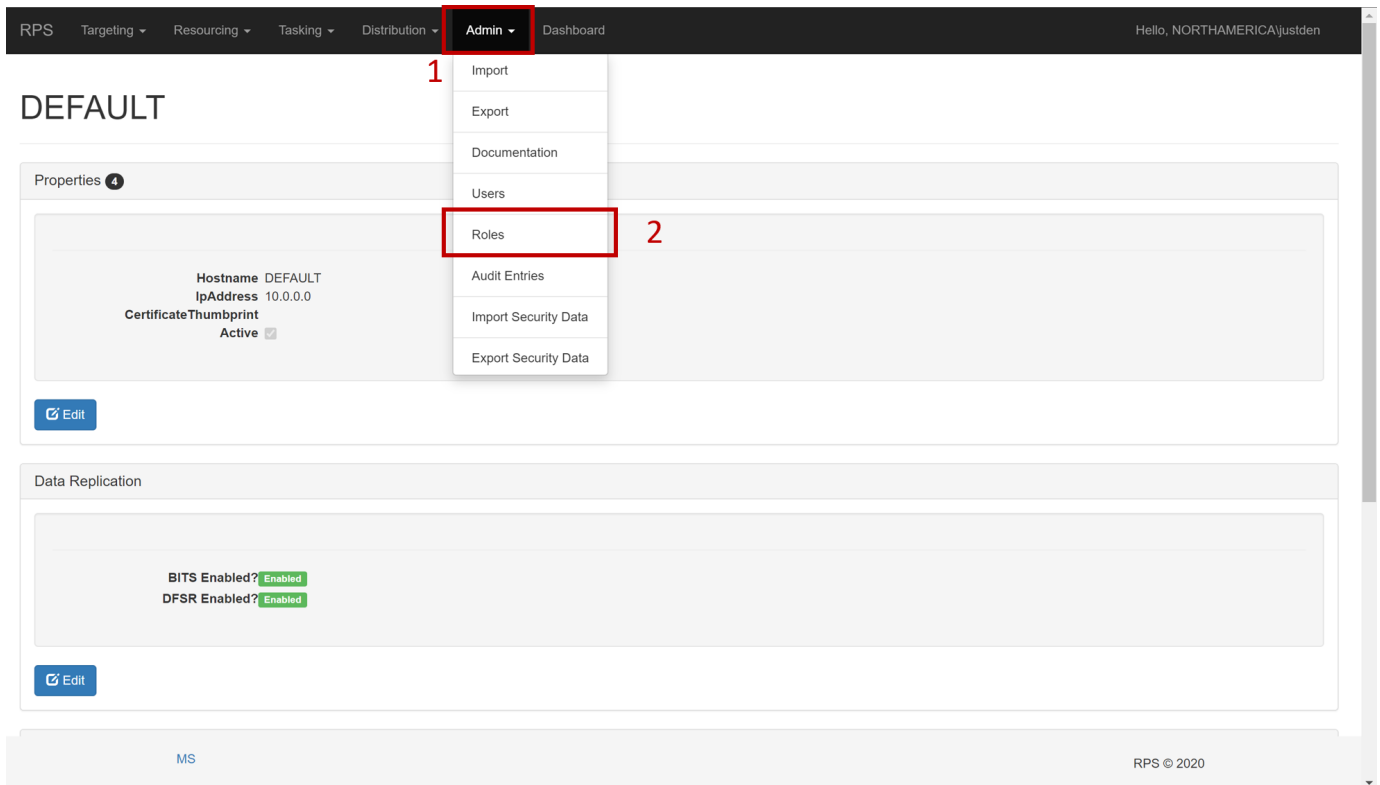 RPS Targeting Resourcing Tasking Distribution Admin Dashboard Hello, NORTHAMERICA\justden
1
Import
Export
Documentation
Users
Roles
2
Audit Entries
Import Security Data
Export Security Data
DEFAULT
Properties 4
Hostname DEFAULT
IpAddress 10.0.0.0
CertificateThumbprint
Active
Edit
Data Replication
BITS Enabled? Enabled
DFSR Enabled? Enabled
Edit
MS RPS © 2020